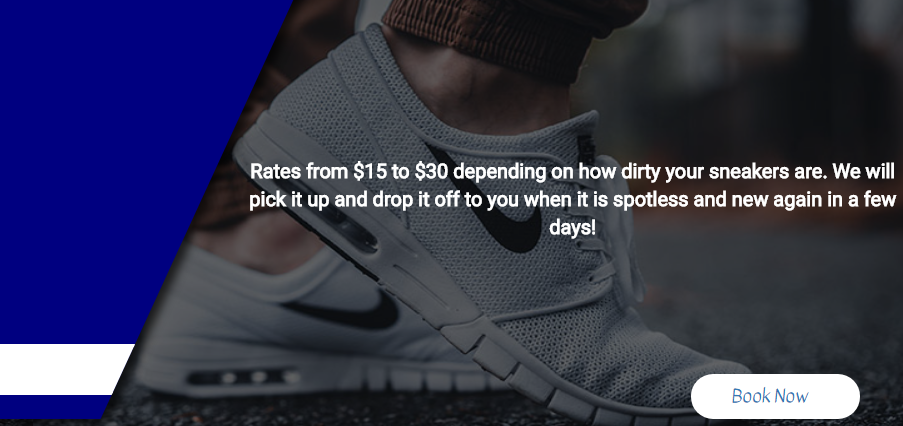 Rates from $15 to $30 depending on how dirty your sneakers are. We will
pick it up and drop it off to you when it is spotless and new again in a few
days!
Book Now